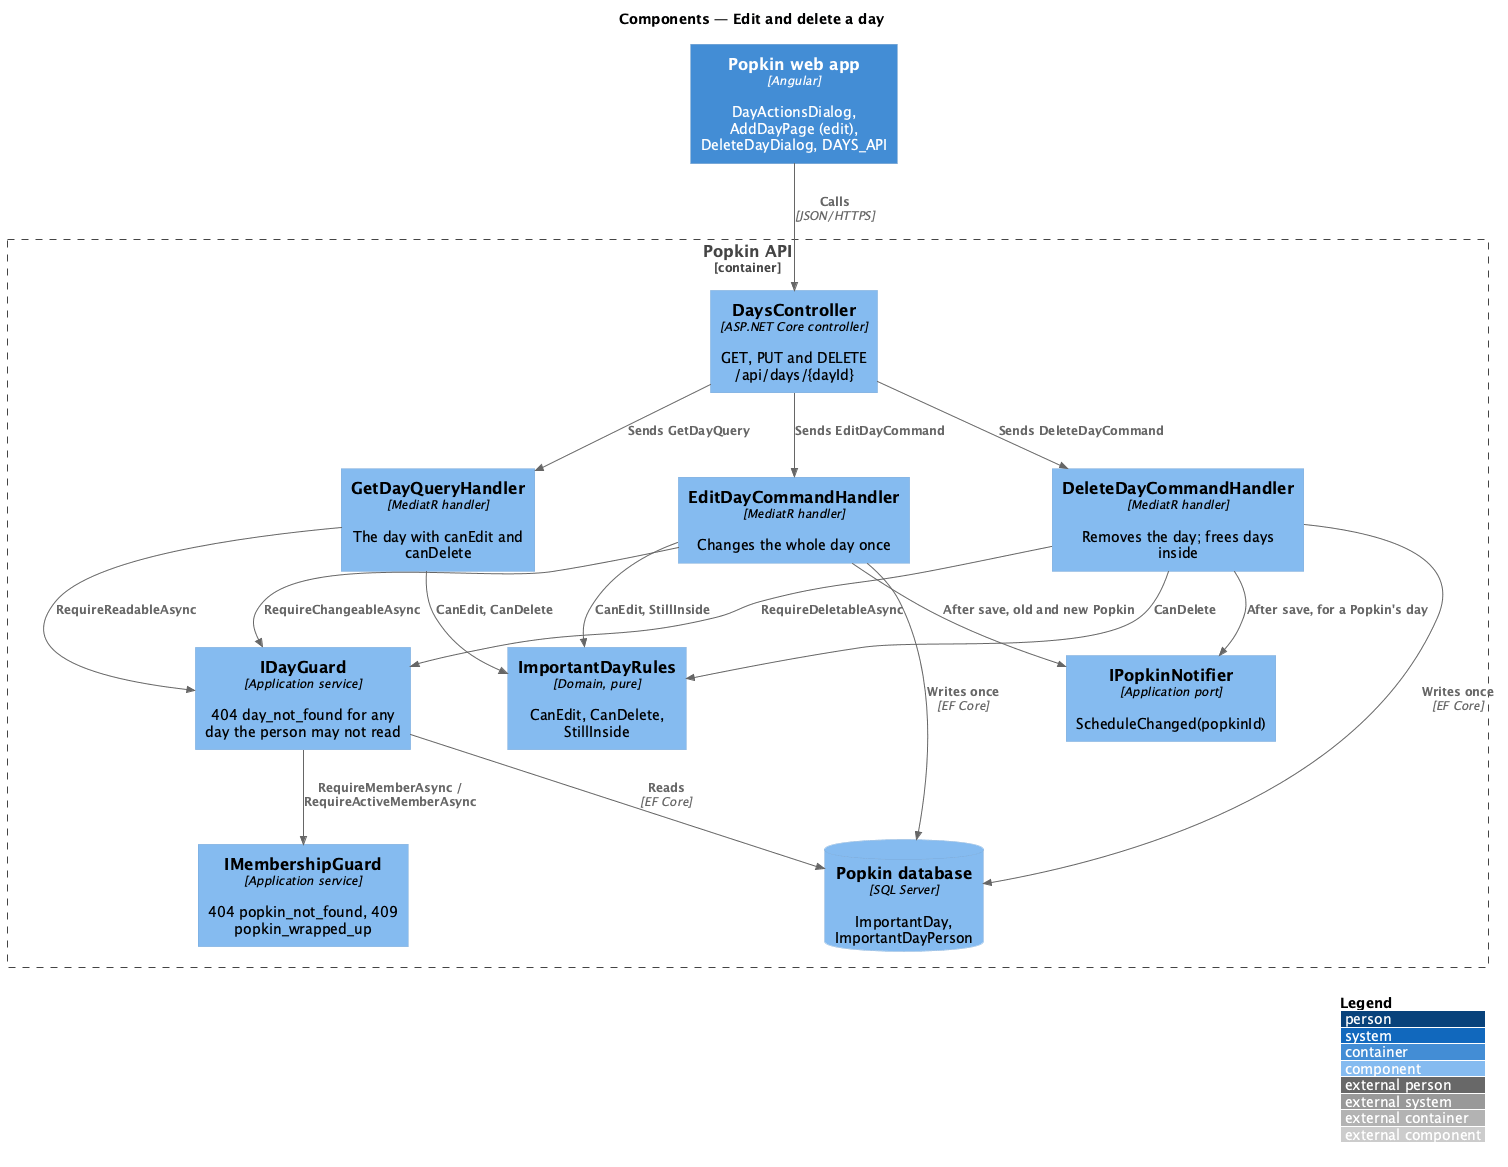 Components — Edit and delete a day
Popkin web app
[Angular]
DayActionsDialog,
AddDayPage (edit),
DeleteDayDialog, DAYS_API
Calls
[JSON/HTTPS]
Popkin API
[container]
DaysController
[ASP.NET Core controller]
GET, PUT and DELETE
/api/days/{dayId}
Sends GetDayQuery
Sends EditDayCommand
Sends DeleteDayCommand
GetDayQueryHandler
[MediatR handler]
The day with canEdit and
canDelete
EditDayCommandHandler
[MediatR handler]
Changes the whole day once
DeleteDayCommandHandler
[MediatR handler]
Removes the day; frees days
inside
RequireReadableAsync
RequireChangeableAsync
CanEdit, CanDelete
CanEdit, StillInside
RequireDeletableAsync
After save, old and new Popkin
CanDelete
After save, for a Popkin's day
IDayGuard
[Application service]
404 day_not_found for any
day the person may not read
ImportantDayRules
[Domain, pure]
CanEdit, CanDelete,
StillInside
IPopkinNotifier
[Application port]
ScheduleChanged(popkinId)
Writes once
[EF Core]
Writes once
[EF Core]
RequireMemberAsync /
RequireActiveMemberAsync
Reads
[EF Core]
IMembershipGuard
[Application service]
404 popkin_not_found, 409
popkin_wrapped_up
Popkin database
[SQL Server]
ImportantDay,
ImportantDayPerson
Legend
person
system
container
component
external person
external system
external container
external component